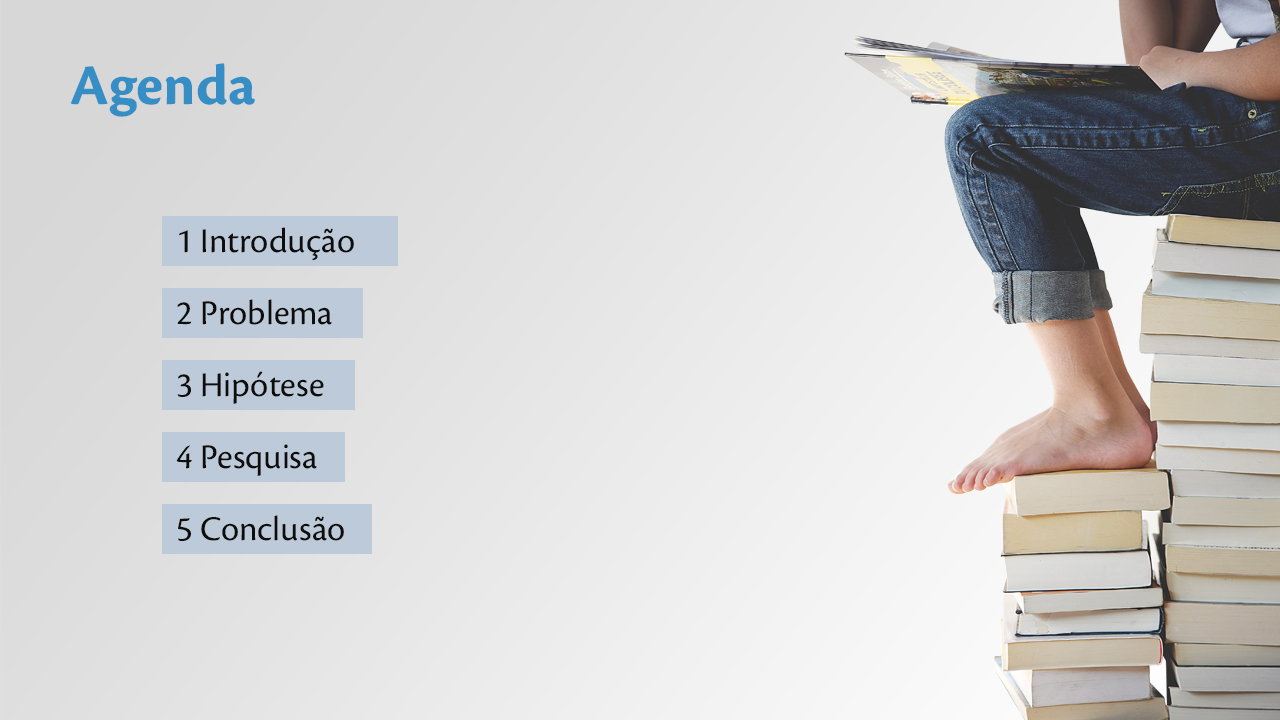 Agenda
1 Introdução
2 Problema
3 Hipótese
4 Pesquisa
5 Conclusão